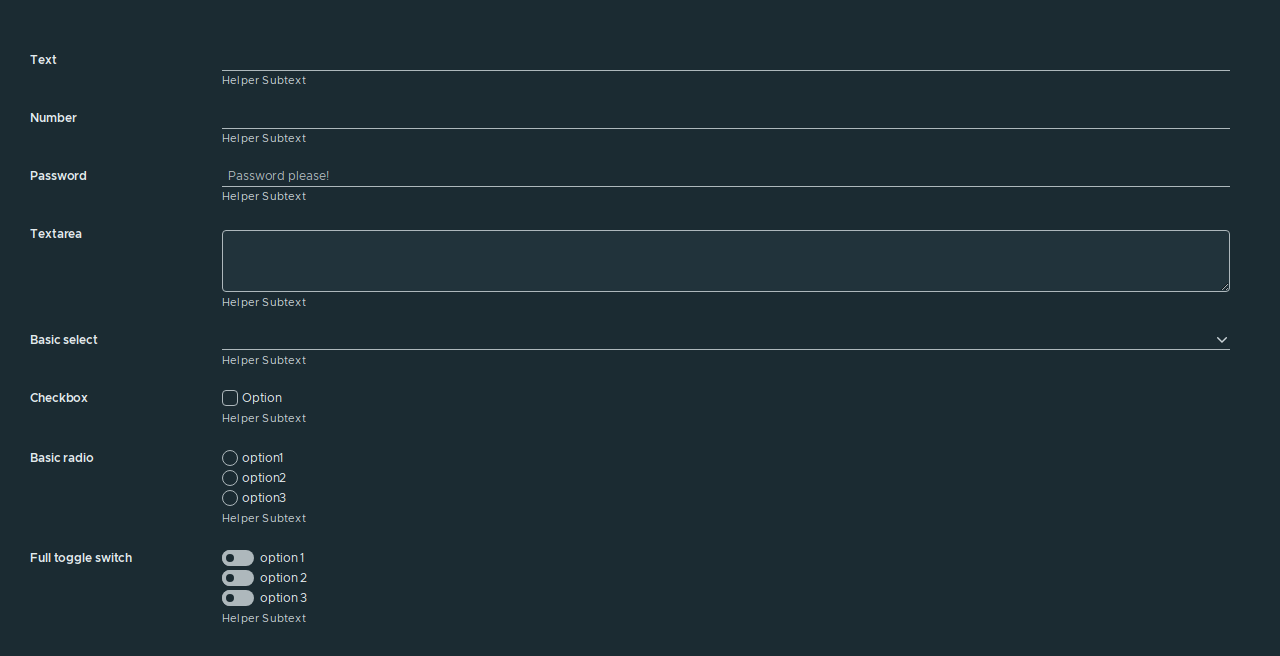 Text
Helper Subtext
Number
Helper Subtext
Password
Password please!
Helper Subtext
Textarea
Helper Subtext
Basic select
Helper Subtext
Checkbox
Option
Helper Subtext
Basic radio
option1
option2
option3
Helper Subtext
Full toggle switch
option 1
option 2
option 3
Helper Subtext